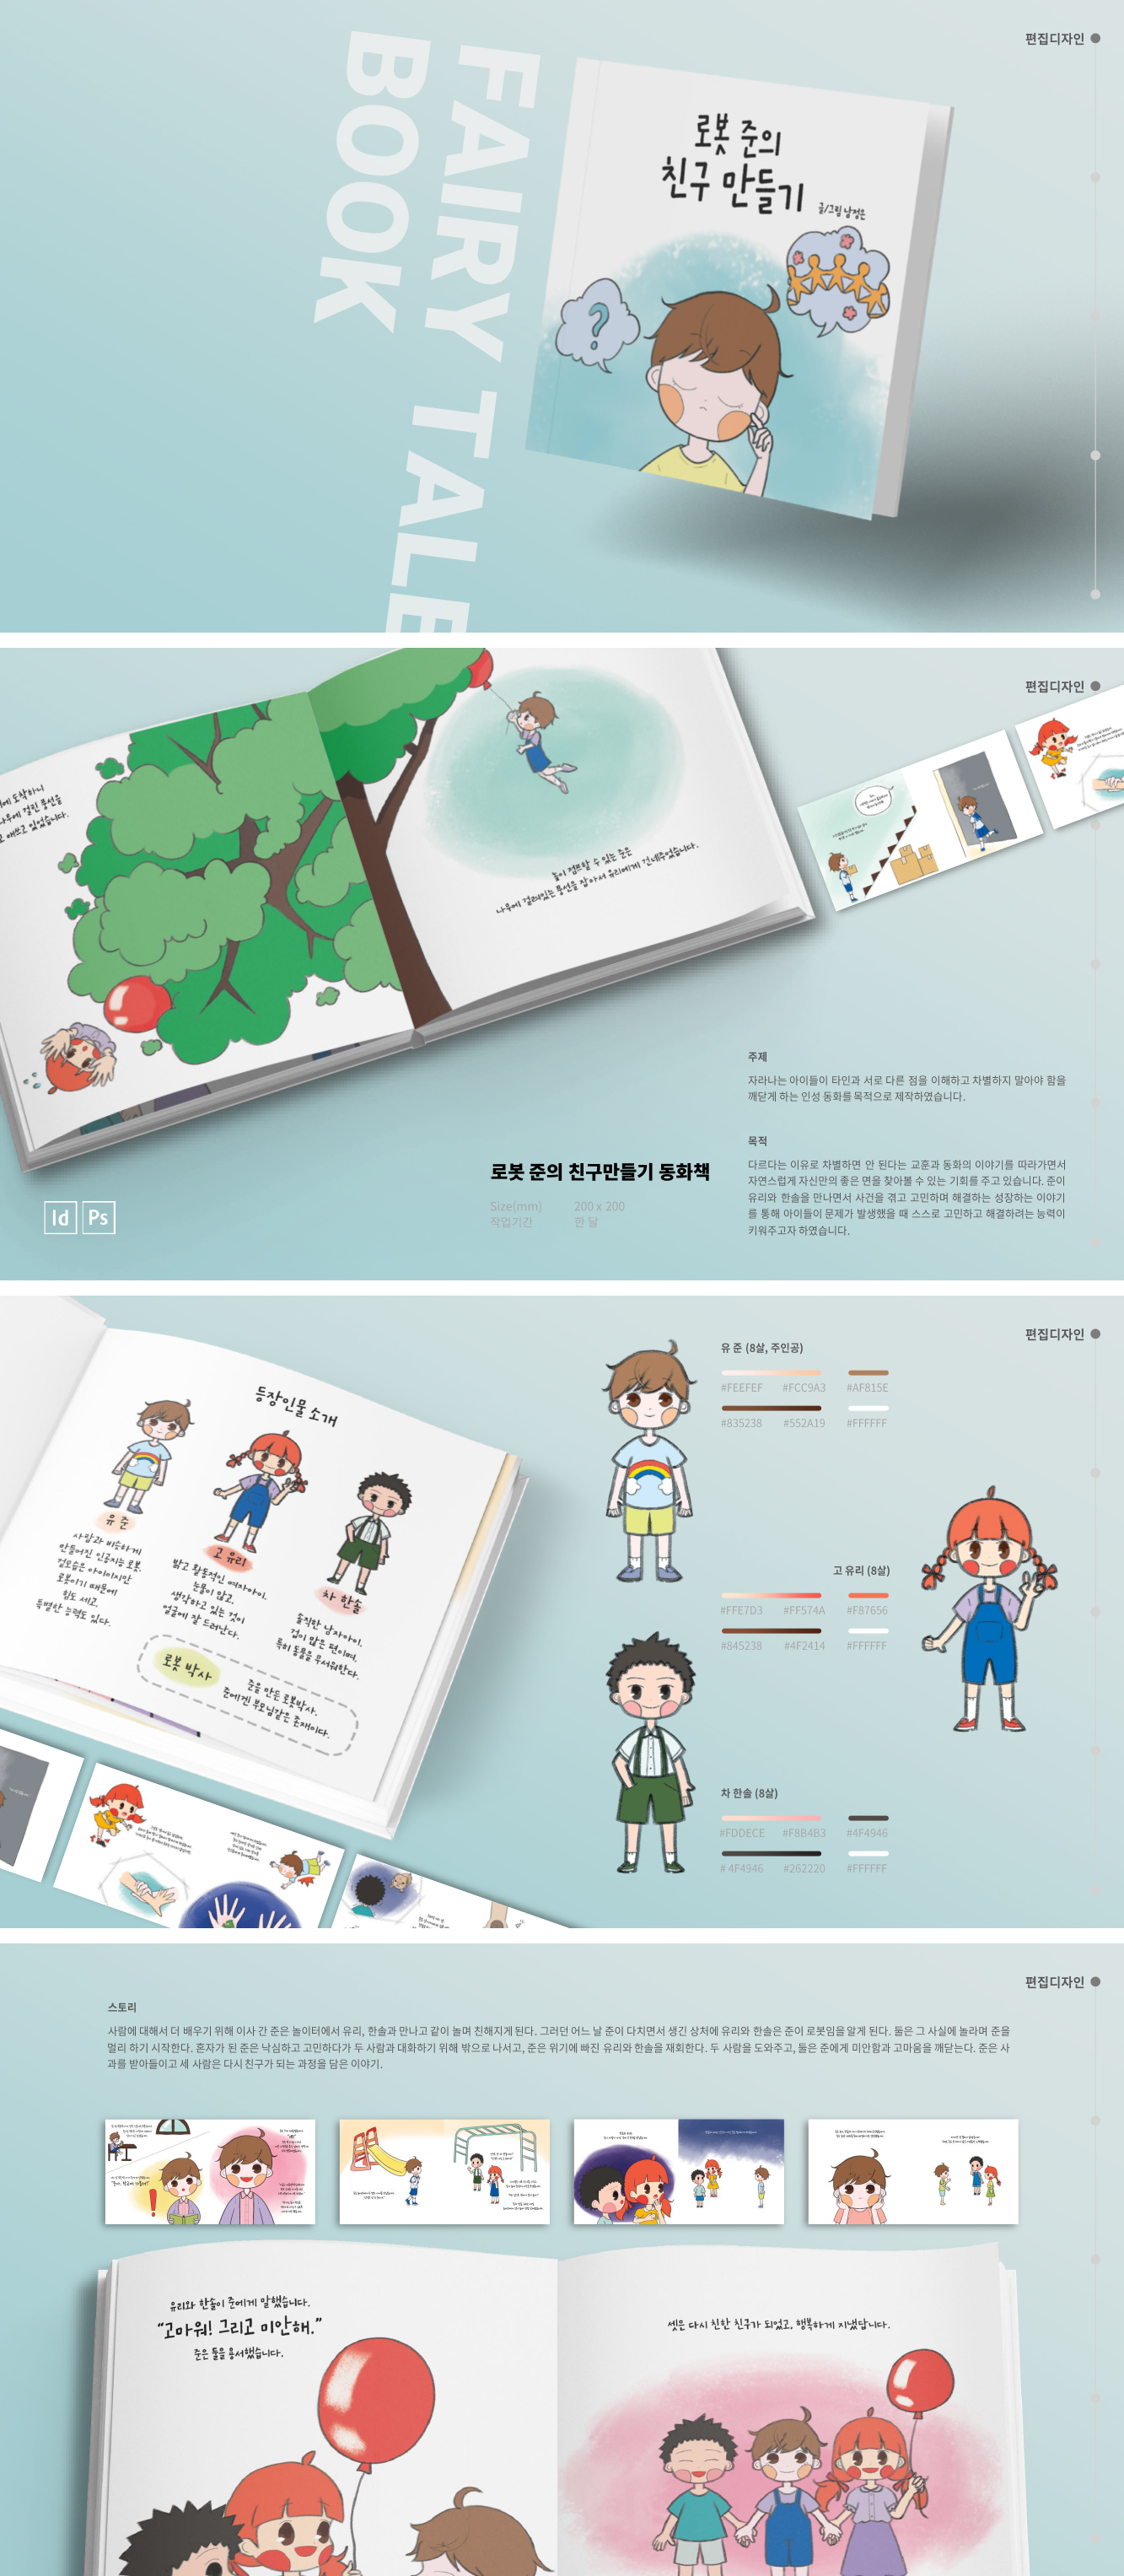 편집디자인
FAIRY TALE
BOOK
로봇 준의
친구 만들기
글/그림 남정은
?
편집디자인
높이 점프할 수 있는 준은
나무에 걸려있는 풍선을 잡아서 유리에게 건네주었습니다.
주제
자라나는 아이들이 타인과 서로 다른 점을 이해하고 차별하지 말아야 함을
깨닫게 하는 인성 동화를 목적으로 제작하였습니다.
목적
다르다는 이유로 차별하면 안 된다는 교훈과 동화의 이야기를 따라가면서
자연스럽게 자신만의 좋은 면을 찾아볼 수 있는 기회를 주고 있습니다. 준이
유리와 한솔을 만나면서 사건을 겪고 고민하며 해결하는 성장하는 이야기
를 통해 아이들이 문제가 발생했을 때 스스로 고민하고 해결하려는 능력이
키워주고자 하였습니다.
로봇 준의 친구만들기 동화책
Size(mm) 200 x 200
작업기간 한 달
Id Ps
편집디자인
등장인물 소개
유 준
사람과 비슷하게
만들어진 인공지능 로봇.
겉모습은 아이이지만
로봇이기 때문에
힘도 세고,
특별한 능력도 있다.
고 유리
밝고 활동적인 여자아이.
눈물이 많고,
생각하고 있는 것이
얼굴에 잘 드러난다.
차 한솔
솔직한 남자아이.
겁이 많은 편이며,
특히 동물을 무서워한다.
로봇 박사
준을 만든 로봇박사.
준에겐 부모님같은 존재이다.
유 준 (8살, 주인공)
#FEEFEF #FCC9A3 #AF815E
#835238 #552A19 #FFFFFF
고 유리 (8살)
#FFE7D3 #FF574A #F87656
#845238 #4F2414 #FFFFFF
차 한솔 (8살)
#FDDECE #F8B4B3 #4F4946
# 4F4946 #262220 #FFFFFF
편집디자인
스토리
사람에 대해서 더 배우기 위해 이사 간 준은 놀이터에서 유리, 한솔과 만나고 같이 놀며 친해지게 된다. 그러던 어느 날 준이 다치면서 생긴 상처에 유리와 한솔은 준이 로봇임을 알게 된다. 둘은 그 사실에 놀라며 준을
멀리 하기 시작한다. 혼자가 된 준은 낙심하고 고민하다가 두 사람과 대화하기 위해 밖으로 나서고, 준은 위기에 빠진 유리와 한솔을 재회한다. 두 사람을 도와주고, 둘은 준에게 미안함과 고마움을 깨닫는다. 준은 사
과를 받아들이고 세 사람은 다시 친구가 되는 과정을 담은 이야기.
유리와 한솔이 준에게 말했습니다.
“고마워! 그리고 미안해.”
준은 둘을 용서했습니다.
셋은 다시 친한 친구가 되었고, 행복하게 지냈답니다.